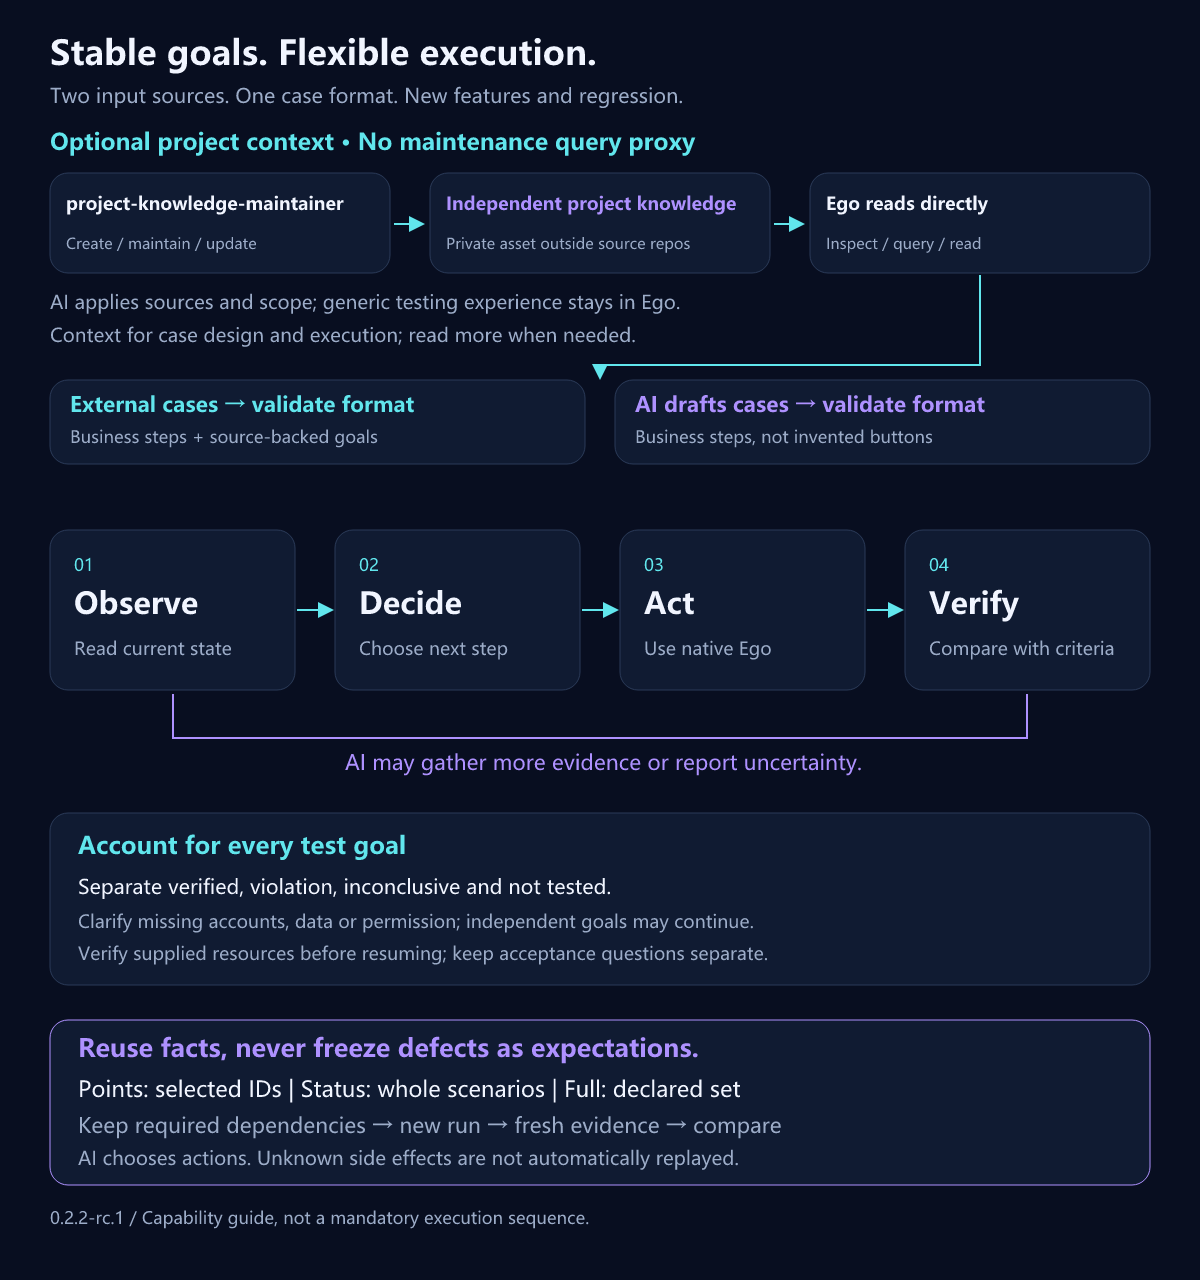 Stable goals. Flexible execution.
Two input sources. One case format. New features and regression.
Optional project context • No maintenance query proxy
project-knowledge-maintainer
Create / maintain / update
Independent project knowledge
Private asset outside source repos
Ego reads directly
Inspect / query / read
AI applies sources and scope; generic testing experience stays in Ego.
Context for case design and execution; read more when needed.
External cases → validate format
Business steps + source-backed goals
AI drafts cases → validate format
Business steps, not invented buttons
01
Observe
Read current state
02
Decide
Choose next step
03
Act
Use native Ego
04
Verify
Compare with criteria
AI may gather more evidence or report uncertainty.
Account for every test goal
Separate verified, violation, inconclusive and not tested.
Clarify missing accounts, data or permission; independent goals may continue.
Verify supplied resources before resuming; keep acceptance questions separate.
Reuse facts, never freeze defects as expectations.
Points: selected IDs | Status: whole scenarios | Full: declared set
Keep required dependencies → new run → fresh evidence → compare
AI chooses actions. Unknown side effects are not automatically replayed.
0.2.2-rc.1 / Capability guide, not a mandatory execution sequence.